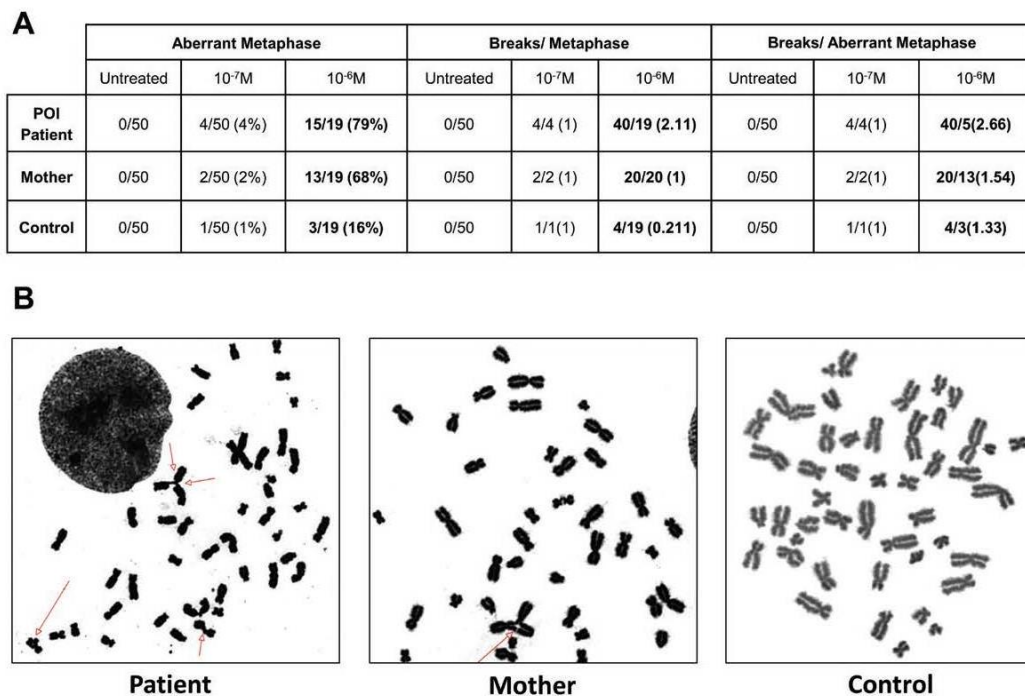 A
Aberrant Metaphase Breaks/ Metaphase Breaks/ Aberrant Metaphase
Untreated 10⁻⁷M 10⁻⁶M Untreated 10⁻⁷M 10⁻⁶M Untreated 10⁻⁷M 10⁻⁶M
POI Patient 0/50 4/50 (4%) 15/19 (79%) 0/50 4/4 (1) 40/19 (2.11) 0/50 4/4(1) 40/5(2.66)
Mother 0/50 2/50 (2%) 13/19 (68%) 0/50 2/2 (1) 20/20 (1) 0/50 2/2(1) 20/13(1.54)
Control 0/50 1/50 (1%) 3/19 (16%) 0/50 1/1(1) 4/19 (0.211) 0/50 1/1(1) 4/3(1.33)
B
Patient Mother Control